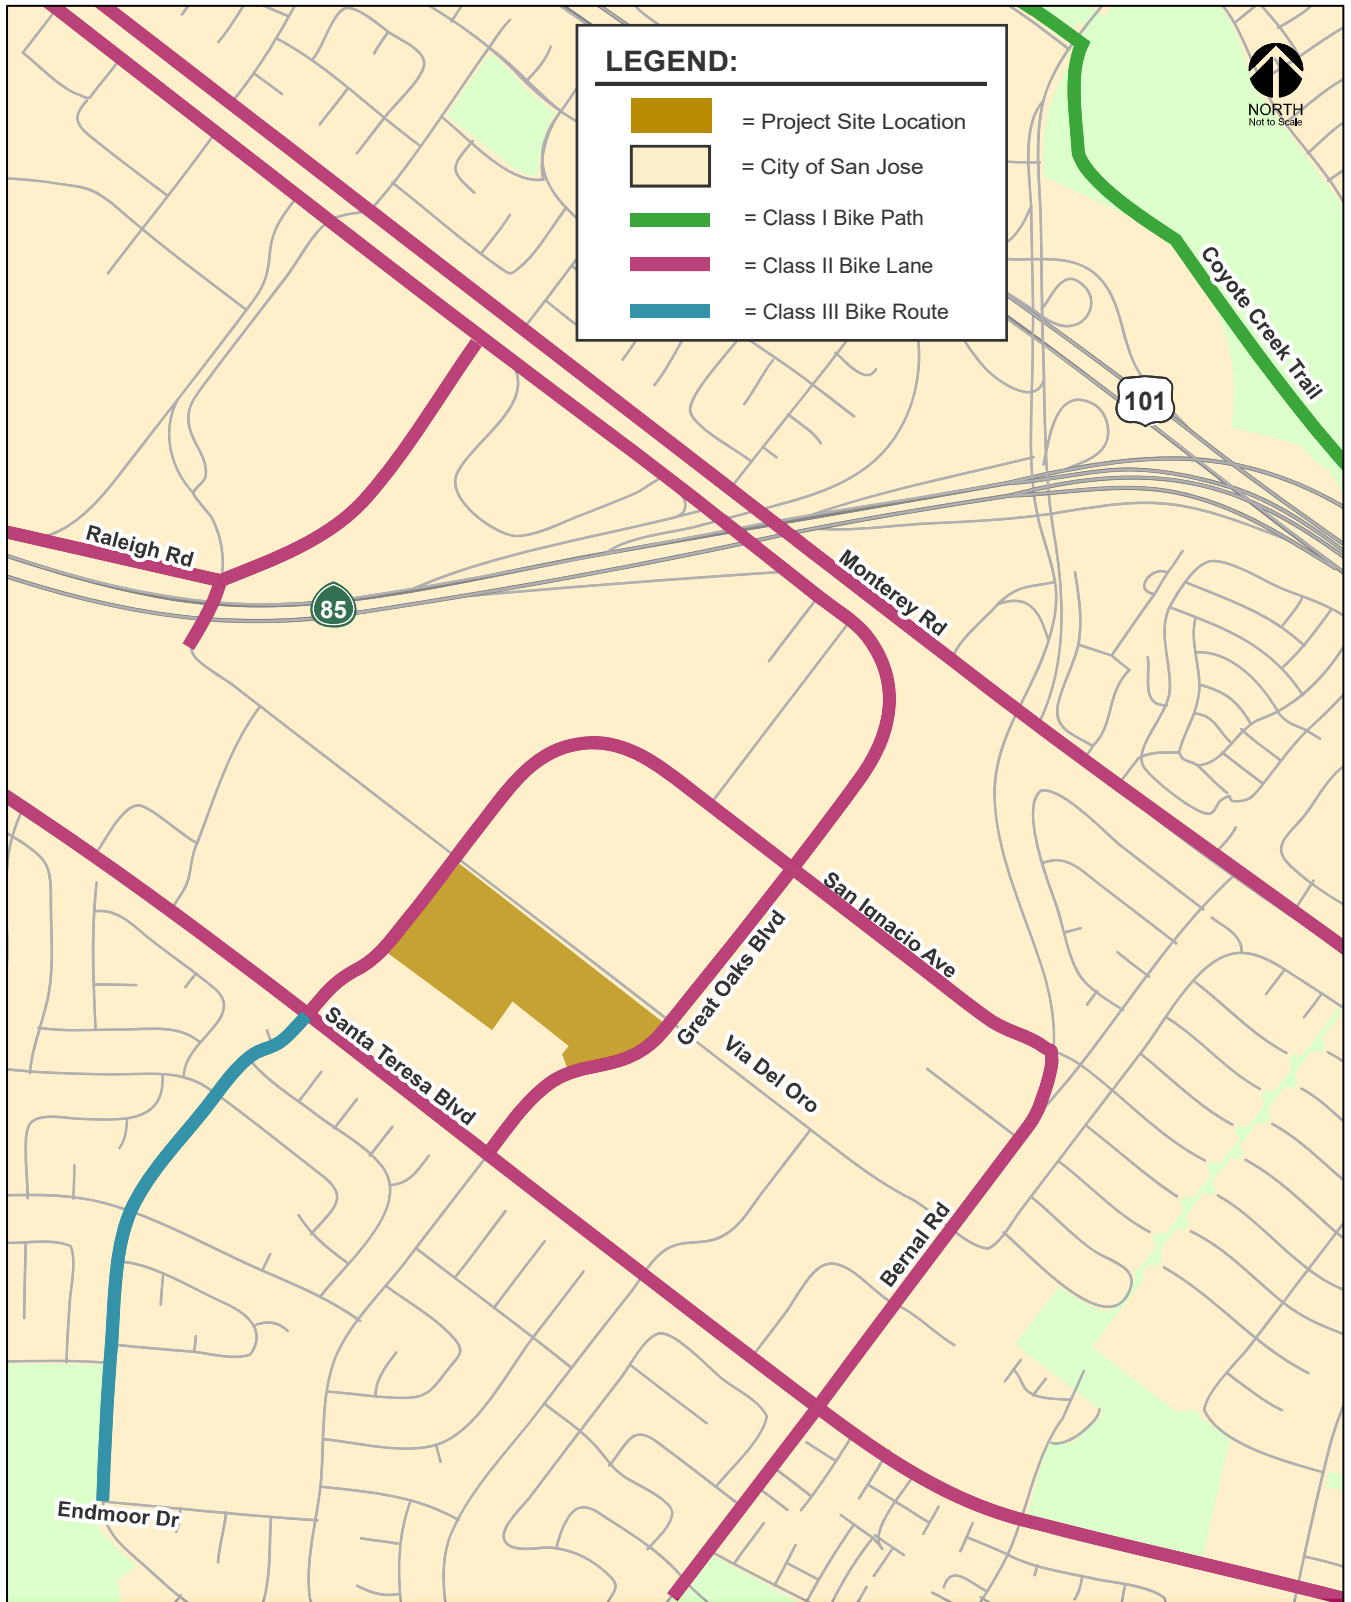 LEGEND:
= Project Site Location
= City of San Jose
= Class I Bike Path
= Class II Bike Lane
= Class III Bike Route
NORTH
Not to Scale
Coyote Creek Trail
101
Raleigh Rd
85
Monterey Rd
San Ignacio Ave
Great Oaks Blvd
Santa Teresa Blvd
Via Del Oro
Bernal Rd
Endmoor Dr